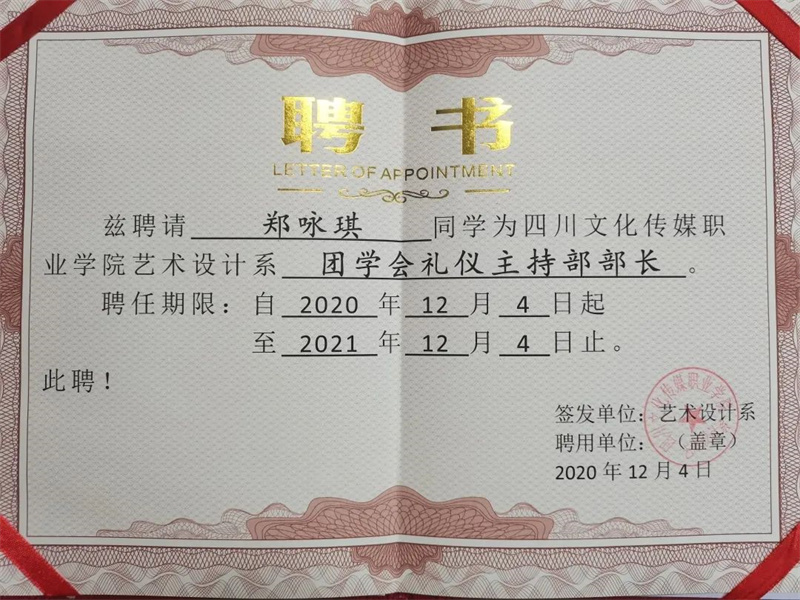 聘书
LETTER OF APPOINTMENT
兹聘请 郑咏琪 同学为四川文化传媒职
业学院艺术设计系 团学会礼仪主持部部长 。
聘任期限：自 2020 年 12 月 4 日起
至 2021 年 12 月 4 日止。
此聘！
签发单位：艺术设计系
聘用单位：（盖章）
2020 年 12 月 4 日